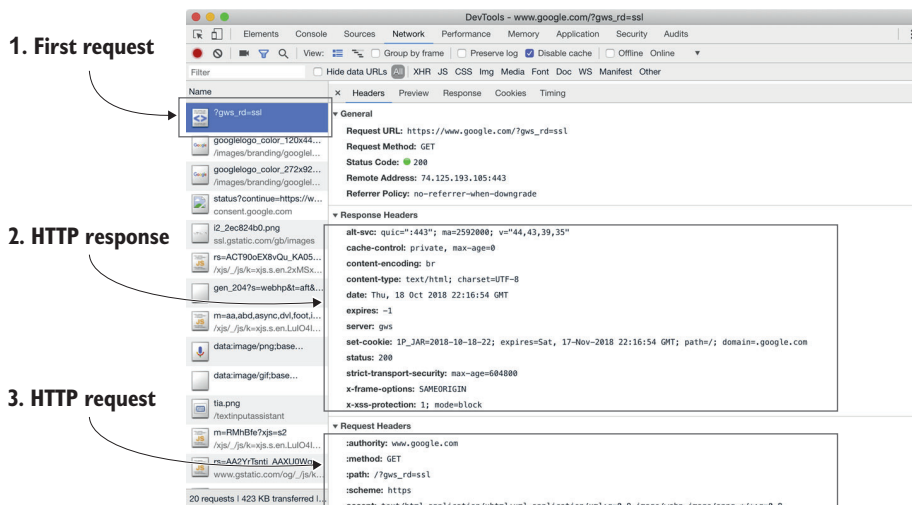 1. First request
2. HTTP response
3. HTTP request
DevTools - www.google.com/?gws_rd=ssl
Elements Console Sources Network Performance Memory Application Security Audits
View: Group by frame Preserve log Disable cache Offline Online
Filter Hide data URLs All XHR JS CSS Img Media Font Doc WS Manifest Other
Name
?gws_rd=ssl
googlelogo_color_120x44...
/images/branding/googlel...
googlelogo_color_272x92...
/images/branding/googlel...
status?continue=https://w...
consent.google.com
i2_2ec824b0.png
ssl.gstatic.com/gb/images
rs=ACT90oEX8vQu_KA05...
/xjs/_/js/k=xjs.s.en.2xMSx...
gen_204?s=webhp&t=aft&...
m=aa,abd,async,dvl,foot,i...
/xjs/_/js/k=xjs.s.en.LulO4I...
data:image/png;base...
data:image/gif;base...
tia.png
/textinputassistant
m=RMhBfe?xjs=s2
/xjs/_/js/k=xjs.s.en.LulO4I...
rs=AA2YrTsnti_AAXU0Wq...
www.gstatic.com/og/_/js/k...
20 requests | 423 KB transferred |...
× Headers Preview Response Cookies Timing
General
Request URL: https://www.google.com/?gws_rd=ssl
Request Method: GET
Status Code: 200
Remote Address: 74.125.193.105:443
Referrer Policy: no-referrer-when-downgrade
Response Headers
alt-svc: quic=":443"; ma=2592000; v="44,43,39,35"
cache-control: private, max-age=0
content-encoding: br
content-type: text/html; charset=UTF-8
date: Thu, 18 Oct 2018 22:16:54 GMT
expires: -1
server: gws
set-cookie: 1P_JAR=2018-10-18-22; expires=Sat, 17-Nov-2018 22:16:54 GMT; path=/; domain=.google.com
status: 200
strict-transport-security: max-age=604800
x-frame-options: SAMEORIGIN
x-xss-protection: 1; mode=block
Request Headers
:authority: www.google.com
:method: GET
:path: /?gws_rd=ssl
:scheme: https